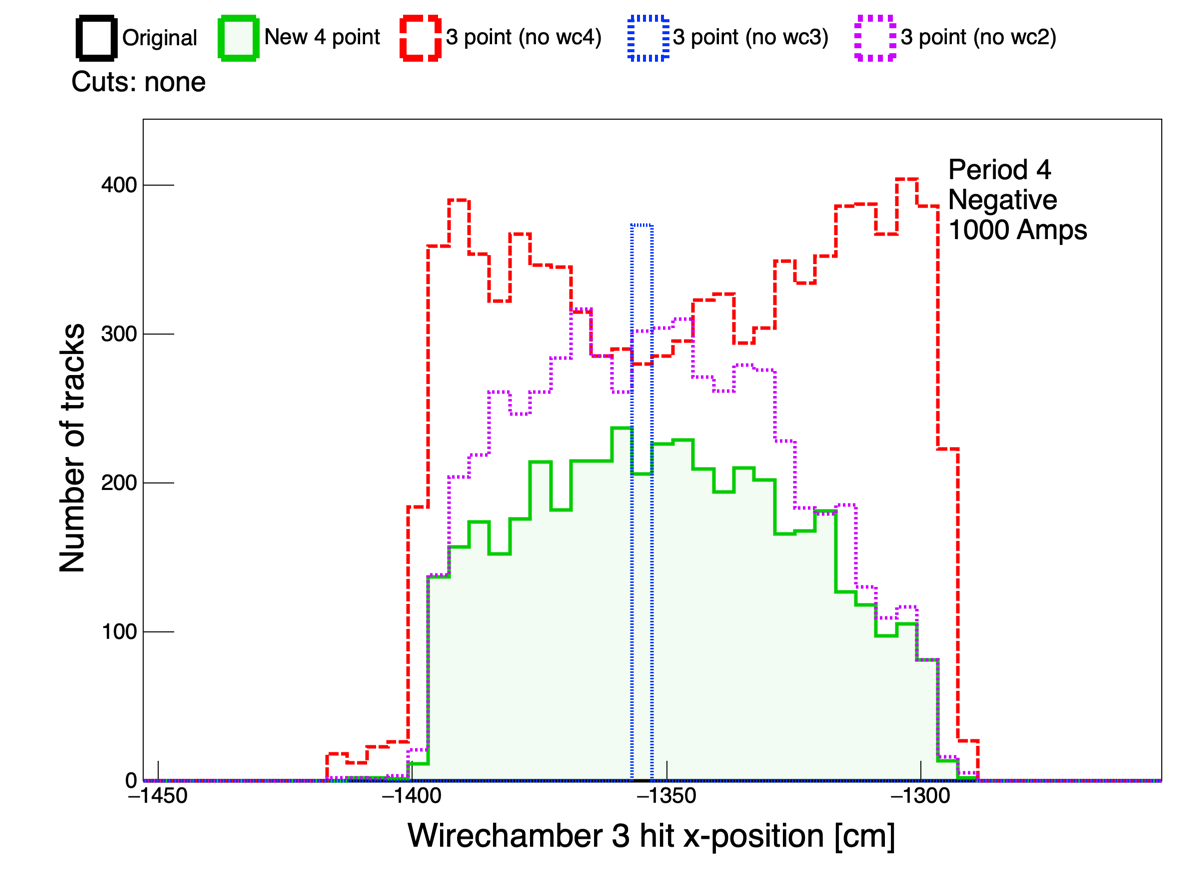 Original New 4 point 3 point (no wc4) 3 point (no wc3) 3 point (no wc2)
Cuts: none
Period 4
Negative
1000 Amps
400
300
200
100
0
Number of tracks
−1450 −1400 −1350 −1300
Wirechamber 3 hit x-position [cm]